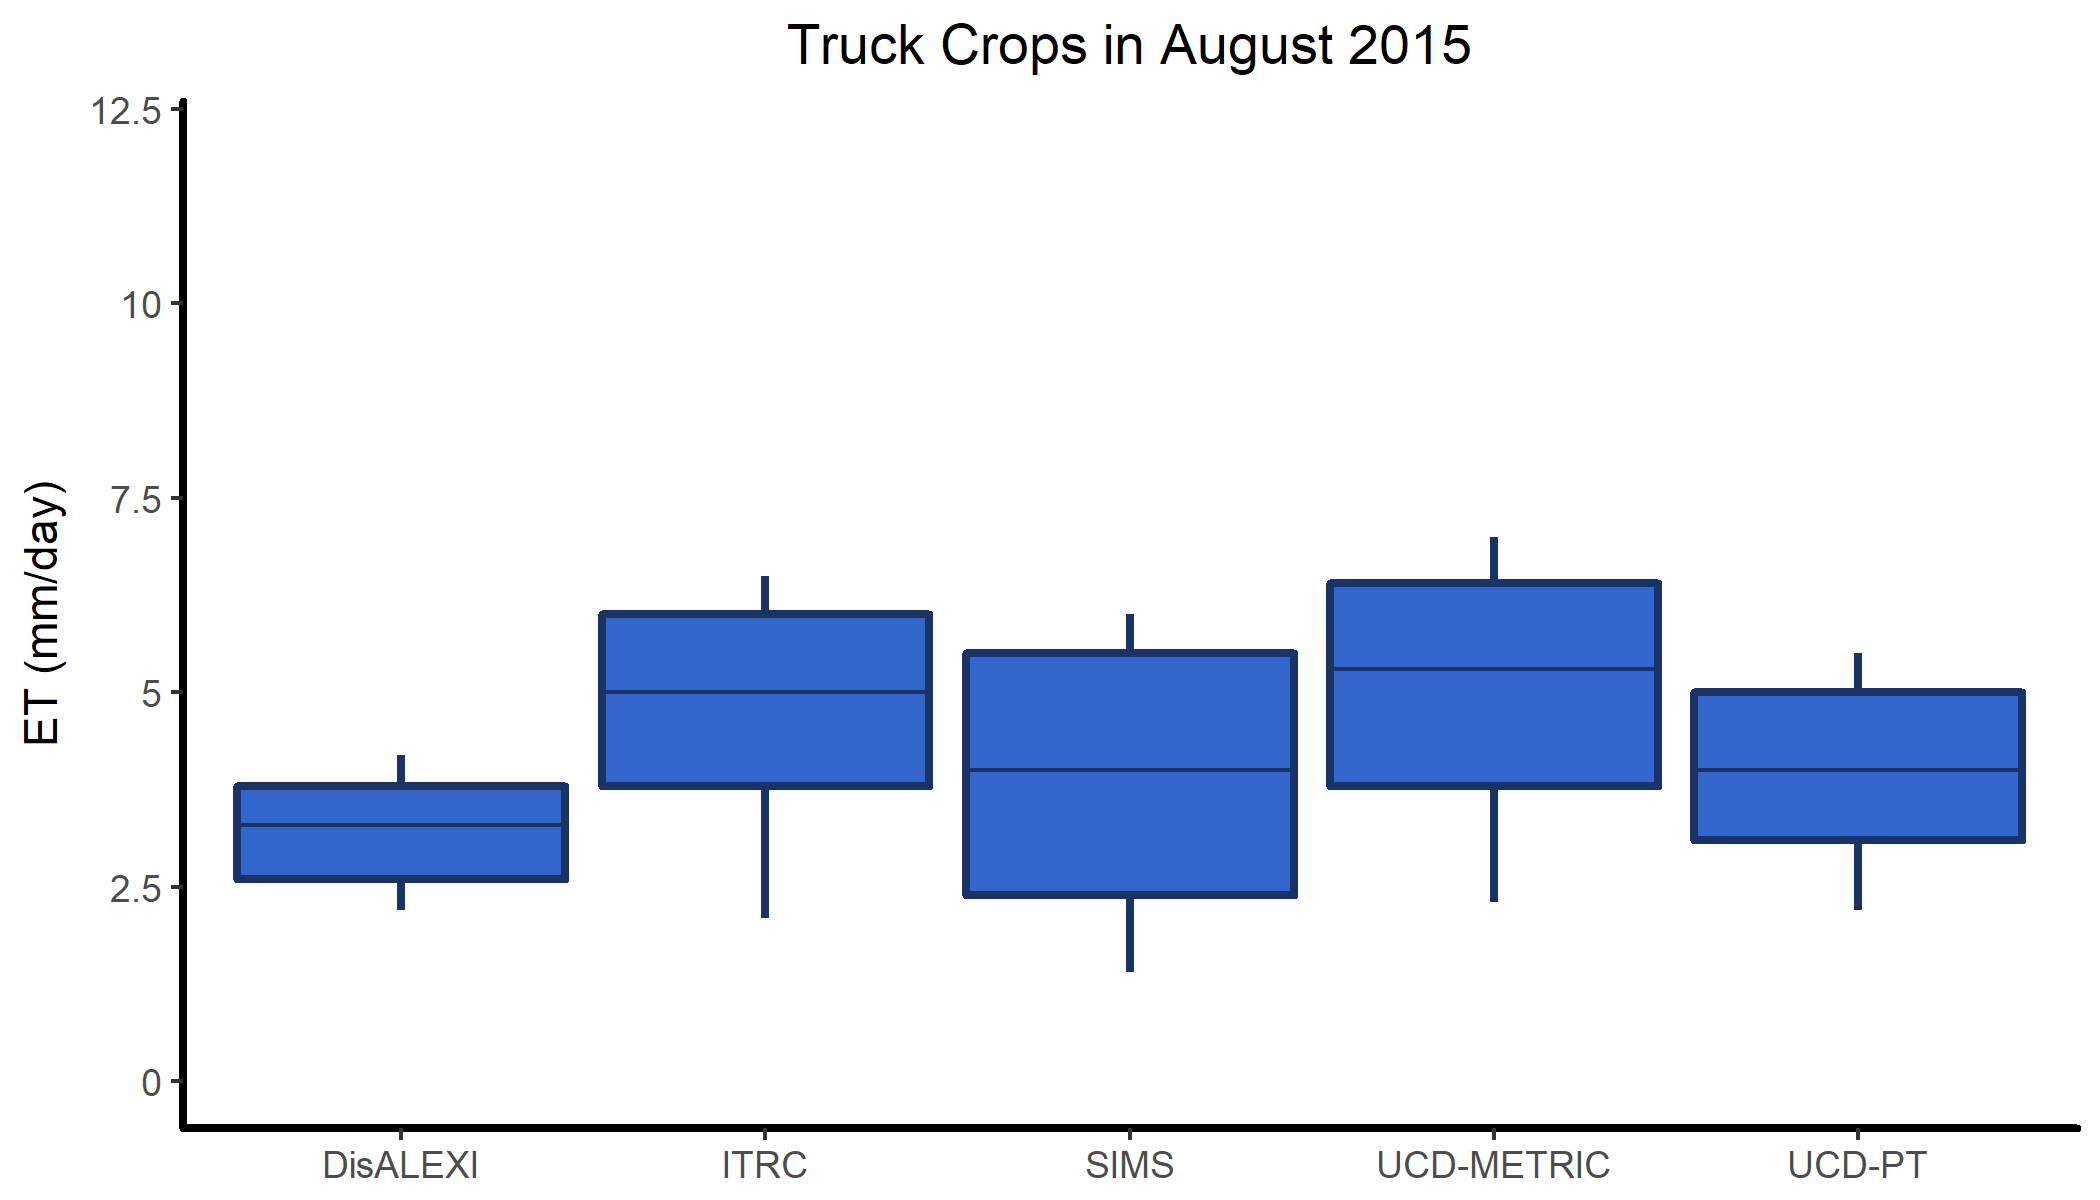 Truck Crops in August 2015
ET (mm/day)
12.5
10
7.5
5
2.5
0
DisALEXI
ITRC
SIMS
UCD-METRIC
UCD-PT